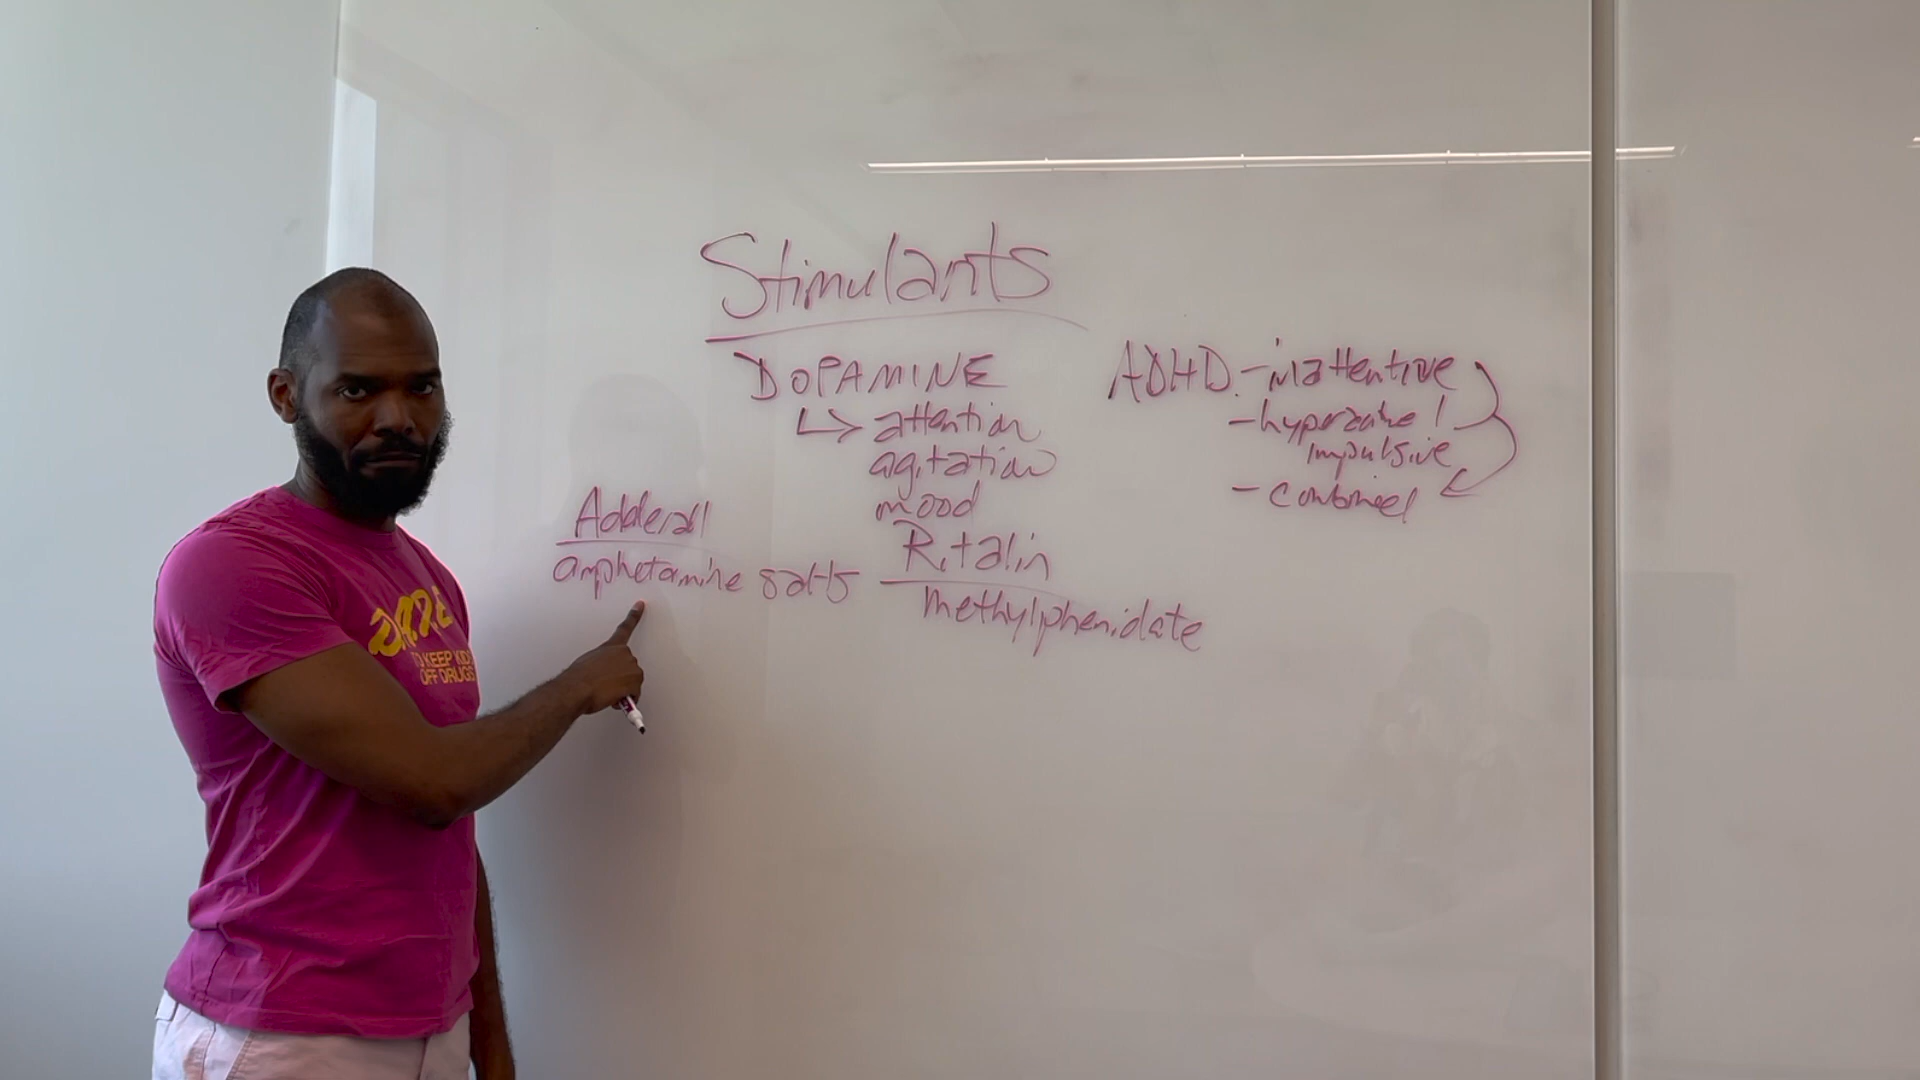 Stimulants
DOPAMINE
↳ attention
agitation
mood
ADHD - inattentive
- hyperactive /
impulsive
- combined
Adderall
amphetamine salts
Ritalin
methylphenidate
DARE
TO KEEP KIDS
OFF DRUGS